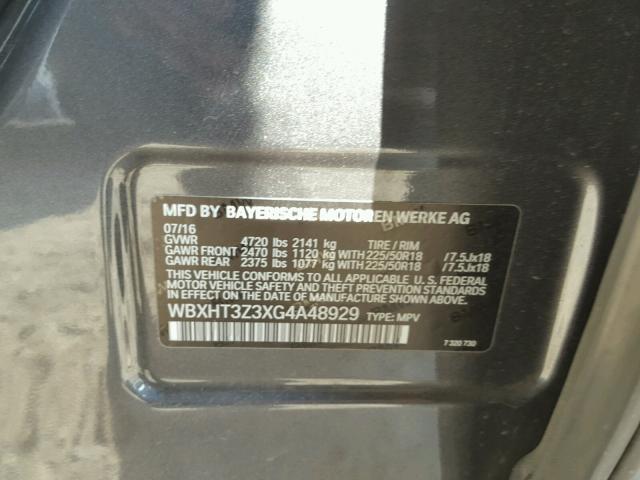 MFD BY BAYERISCHE MOTOREN WERKE AG
07/16
GVWR 4720 lbs 2141 kg TIRE / RIM
GAWR FRONT 2470 lbs 1120 kg WITH 225/50R18 /7.5Jx18
GAWR REAR 2375 lbs 1077 kg WITH 225/50R18 /7.5Jx18
THIS VEHICLE CONFORMS TO ALL APPLICABLE U. S. FEDERAL
MOTOR VEHICLE SAFETY AND THEFT PREVENTION STANDARDS
IN EFFECT ON THE DATE OF MANUFACTURE SHOWN ABOVE.
WBXHT3Z3XG4A48929 TYPE: MPV
7 320 730